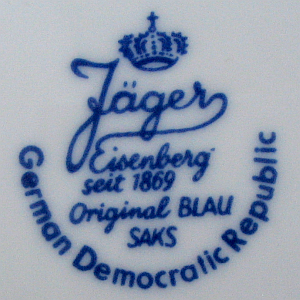 Jäger
Eisenberg
seit 1869
Original BLAU
SAKS
German Democratic Republic